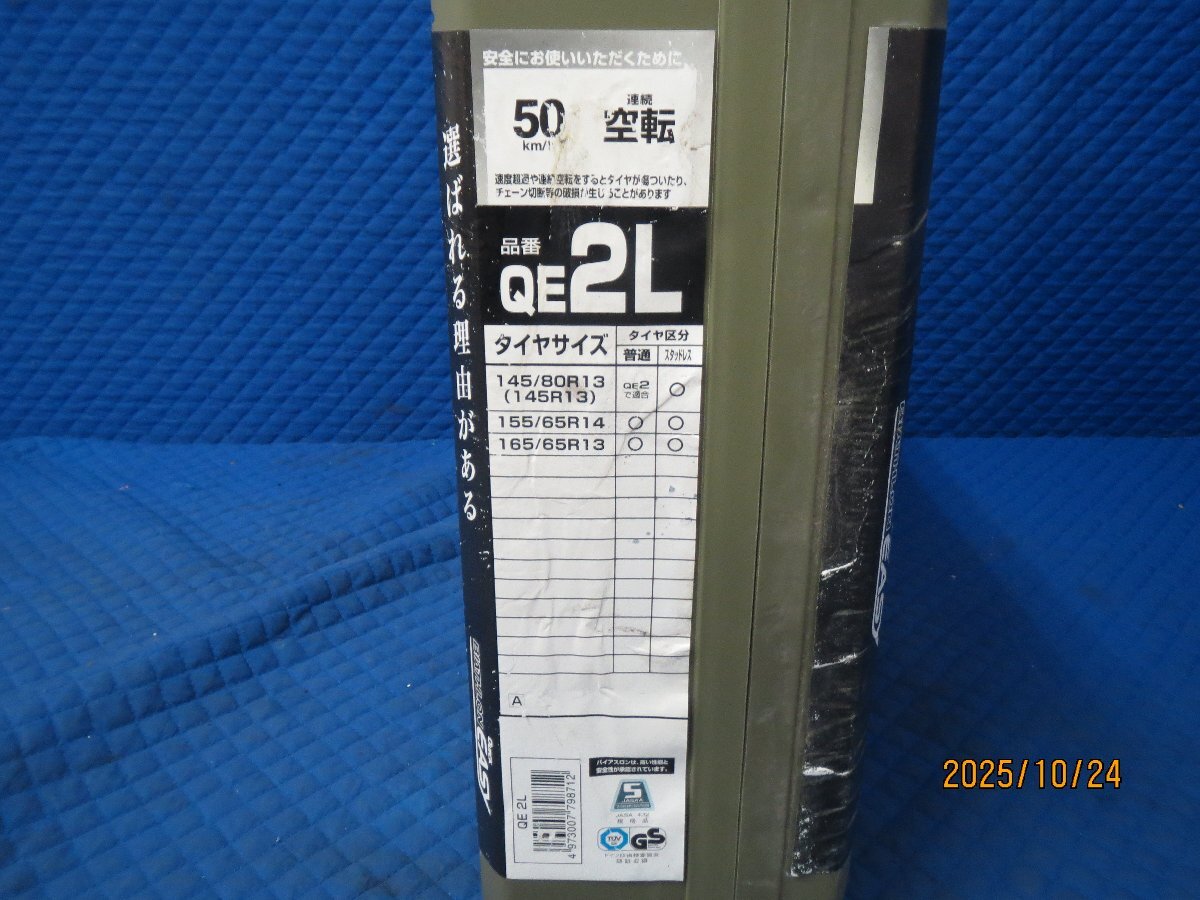 安全にお使いいただくために
50
km/
連続
空転
速度超過や連続空転をするとタイヤが傷ついたり、
チェーン切断等の破損が生じることがあります
選ばれる理由がある
品番
QE2L
タイヤサイズ
タイヤ区分
普通 スタッドレス
145/80R13
(145R13)
QE2
で適合
○
155/65R14 ○ ○
165/65R13 ○ ○
A
バイアスロンは、高い性能と
安全性が承認されています。
S
JASAA
QE 2L
4 973007 798712
TÜV
GS
QUICK
EASY
2025/10/24